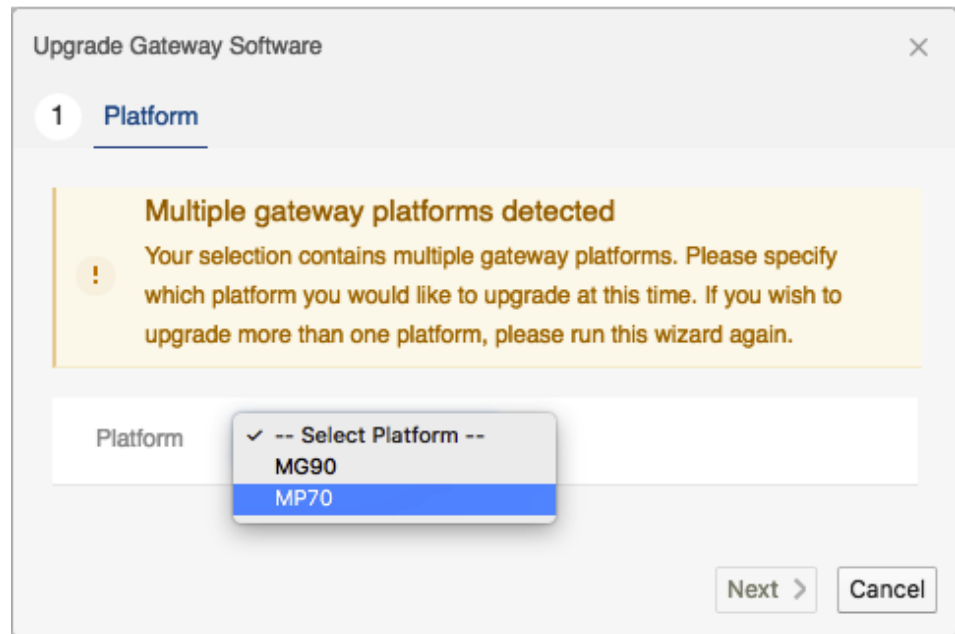 Upgrade Gateway Software
1 Platform
Multiple gateway platforms detected
! Your selection contains multiple gateway platforms. Please specify
which platform you would like to upgrade at this time. If you wish to
upgrade more than one platform, please run this wizard again.
Platform
✓ -- Select Platform --
MG90
MP70
Next >
Cancel